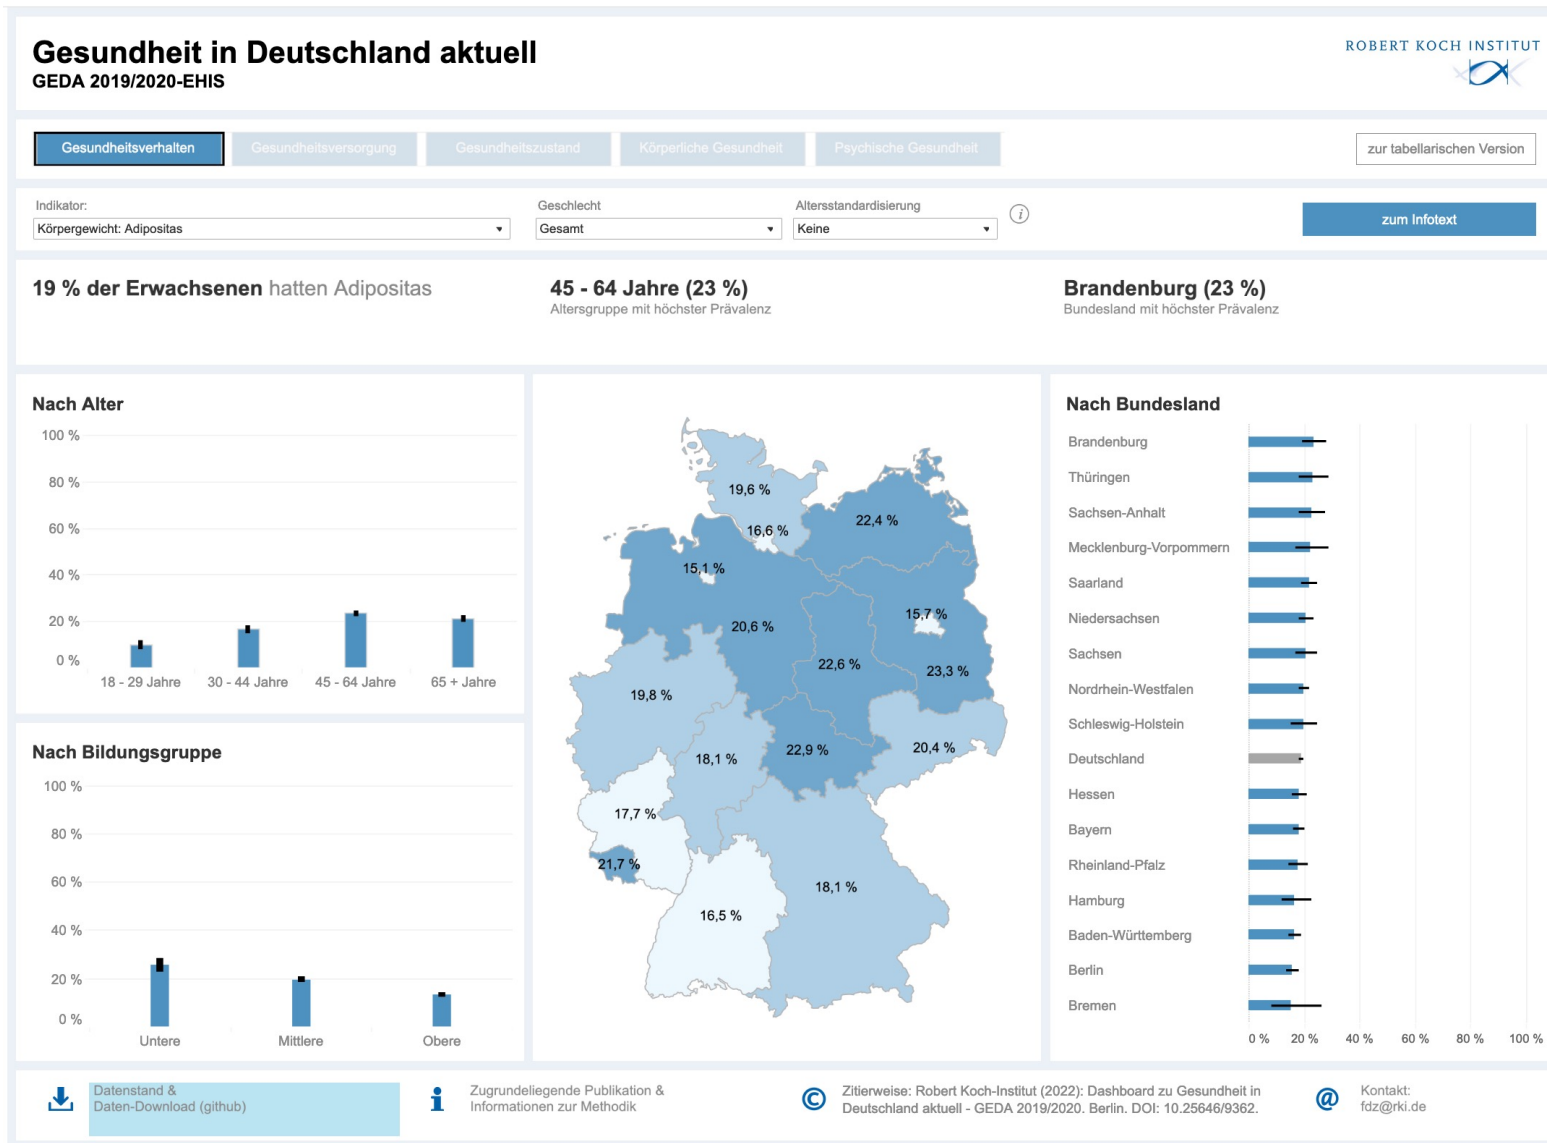 Gesundheit in Deutschland aktuell
GEDA 2019/2020-EHIS
ROBERT KOCH INSTITUT
Gesundheitsverhalten
Gesundheitsversorgung
Gesundheitszustand
Körperliche Gesundheit
Psychische Gesundheit
zur tabellarischen Version
Indikator:
Körpergewicht: Adipositas
Geschlecht
Gesamt
Altersstandardisierung
Keine
i
zum Infotext
19 % der Erwachsenen hatten Adipositas
45 - 64 Jahre (23 %)
Altersgruppe mit höchster Prävalenz
Brandenburg (23 %)
Bundesland mit höchster Prävalenz
Nach Alter
100 %
80 %
60 %
40 %
20 %
0 %
18 - 29 Jahre
30 - 44 Jahre
45 - 64 Jahre
65 + Jahre
Nach Bildungsgruppe
100 %
80 %
60 %
40 %
20 %
0 %
Untere
Mittlere
Obere
19,6 %
16,6 %
22,4 %
15,1 %
15,7 %
20,6 %
22,6 %
23,3 %
19,8 %
18,1 %
22,9 %
20,4 %
17,7 %
21,7 %
18,1 %
16,5 %
Nach Bundesland
Brandenburg
Thüringen
Sachsen-Anhalt
Mecklenburg-Vorpommern
Saarland
Niedersachsen
Sachsen
Nordrhein-Westfalen
Schleswig-Holstein
Deutschland
Hessen
Bayern
Rheinland-Pfalz
Hamburg
Baden-Württemberg
Berlin
Bremen
0 %
20 %
40 %
60 %
80 %
100 %
Datenstand &
Daten-Download (github)
Zugrundeliegende Publikation &
Informationen zur Methodik
Zitierweise: Robert Koch-Institut (2022): Dashboard zu Gesundheit in
Deutschland aktuell - GEDA 2019/2020. Berlin. DOI: 10.25646/9362.
Kontakt:
fdz@rki.de